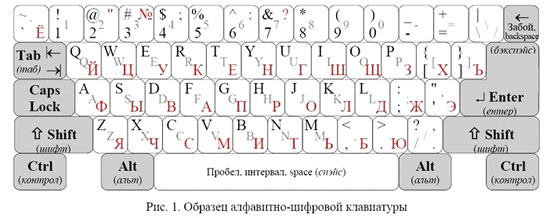 ` ~ Ё ! 1 @ " 2 # № 3 $ ; 4 % 5 ^ : 6 & ? 7 * 8 ( 9 ) 0 _ - + = | \ / ← Забой, backspace
Tab (таб) Q Й W Ц E У R К T Е Y Н U Г I Ш O Щ P З { [ Х } ] Ъ (бэкспэйс)
Caps Lock A Ф S Ы D В F А G П H Р J О K Л L Д : ; Ж " ' Э ↵ Enter (ентер)
⇧ Shift (шифт) Z Я X Ч C С V М B И N Т M Ь < , Б > . Ю ? / ⇧ Shift (шифт)
Ctrl (контрол) Alt (альт) Пробел, интервал, space (спэйс) Alt (альт) Ctrl (контрол)
Рис. 1. Образец алфавитно-цифровой клавиатуры